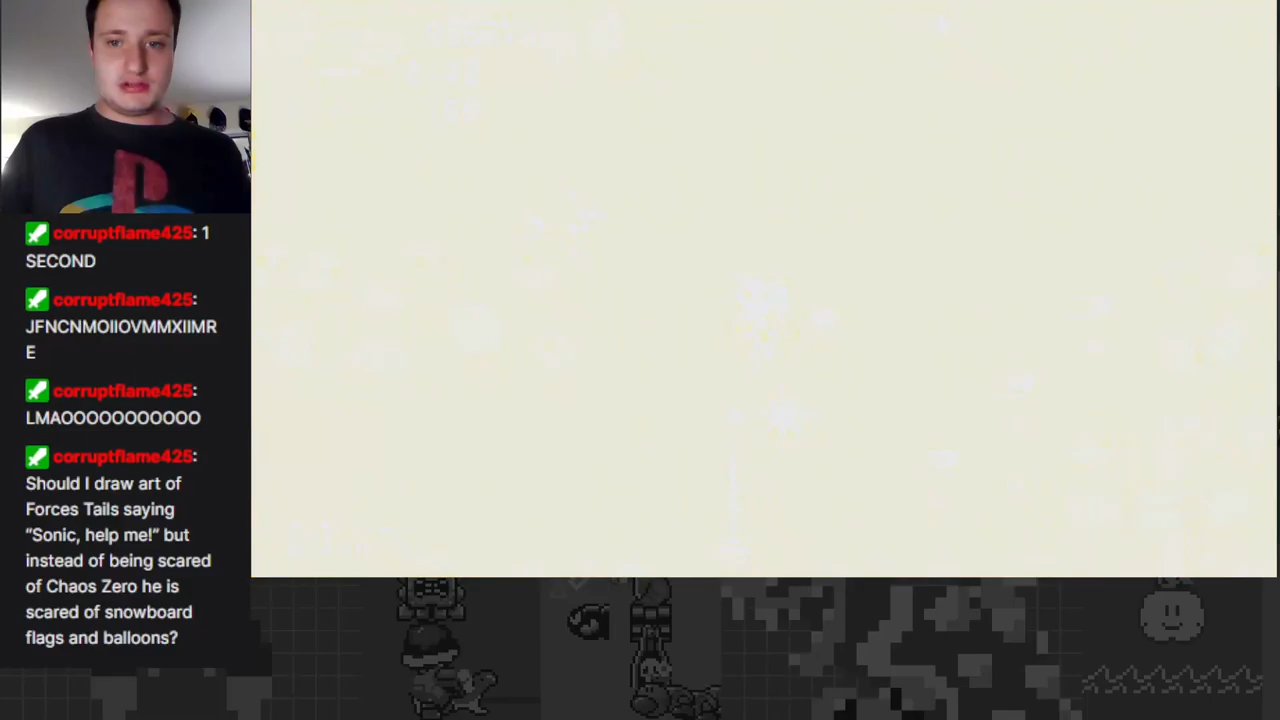 corruptflame425: 1
SECOND
corruptflame425:
JFNCNMOIIOVMMXIIMR
E
corruptflame425:
LMAOOOOOOOOOOO
corruptflame425:
Should I draw art of
Forces Tails saying
“Sonic, help me!” but
instead of being scared
of Chaos Zero he is
scared of snowboard
flags and balloons?